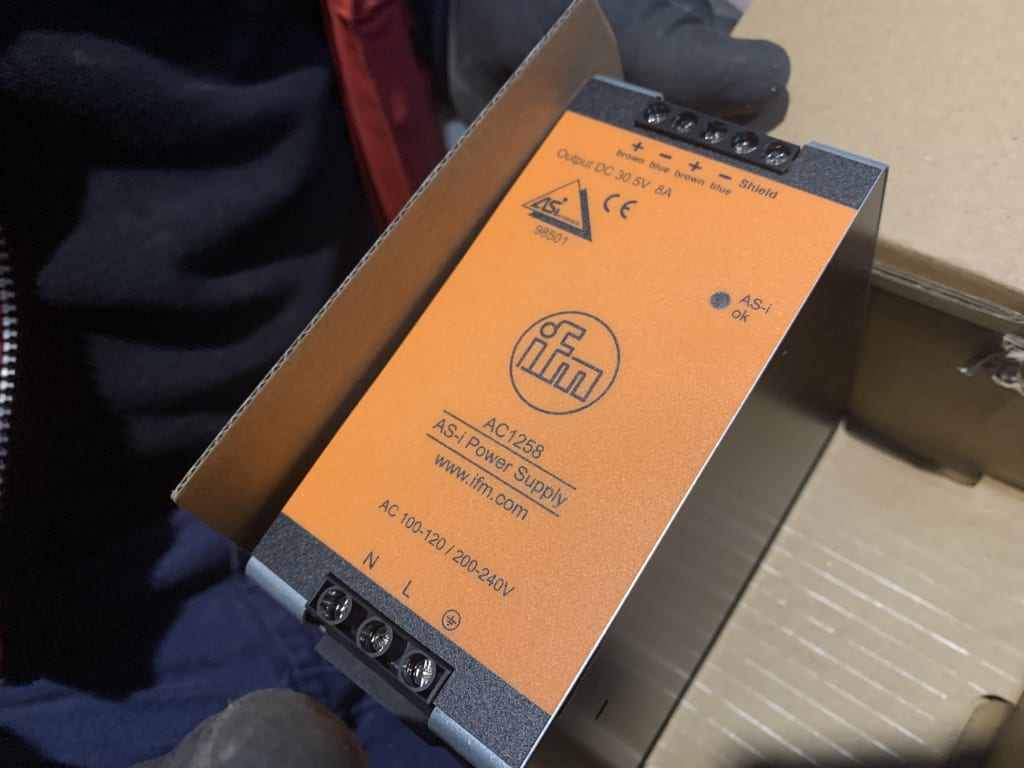 + − + −
brown blue brown blue Shield
Output DC 30.5V 8A
ASi
CE
98501
AS-i
ok
ifm
AC1258
AS-i Power Supply
www.ifm.com
AC 100-120 / 200-240V
N L